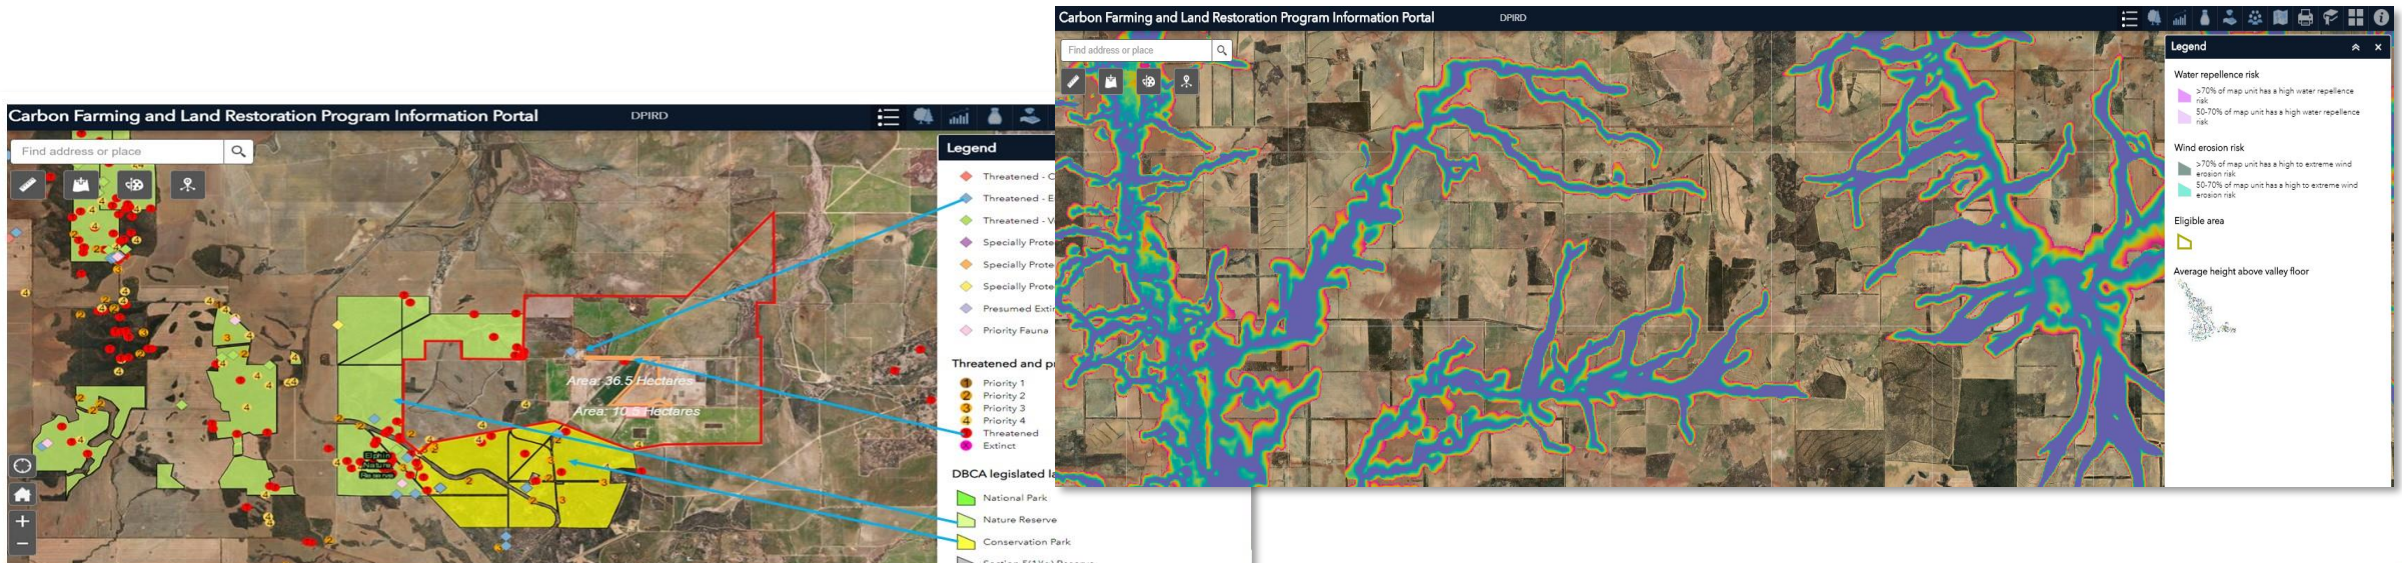 Carbon Farming and Land Restoration Program Information Portal
DPIRD
Find address or place
Legend
Threatened - C
Threatened - E
Threatened - V
Specially Prote
Specially Prote
Specially Prote
Presumed Extin
Priority Fauna
Threatened and p
Priority 1
Priority 2
Priority 3
Priority 4
Threatened
Extinct
DBCA legislated la
National Park
Nature Reserve
Conservation Park
Area: 36.5 Hectares
Area: 10.5 Hectares
Elphin
Nature
Reserve
Carbon Farming and Land Restoration Program Information Portal
DPIRD
Find address or place
Legend
Water repellence risk
>70% of map unit has a high water repellence
risk
50-70% of map unit has a high water repellence
risk
Wind erosion risk
>70% of map unit has a high to extreme wind
erosion risk
50-70% of map unit has a high to extreme wind
erosion risk
Eligible area
Average height above valley floor